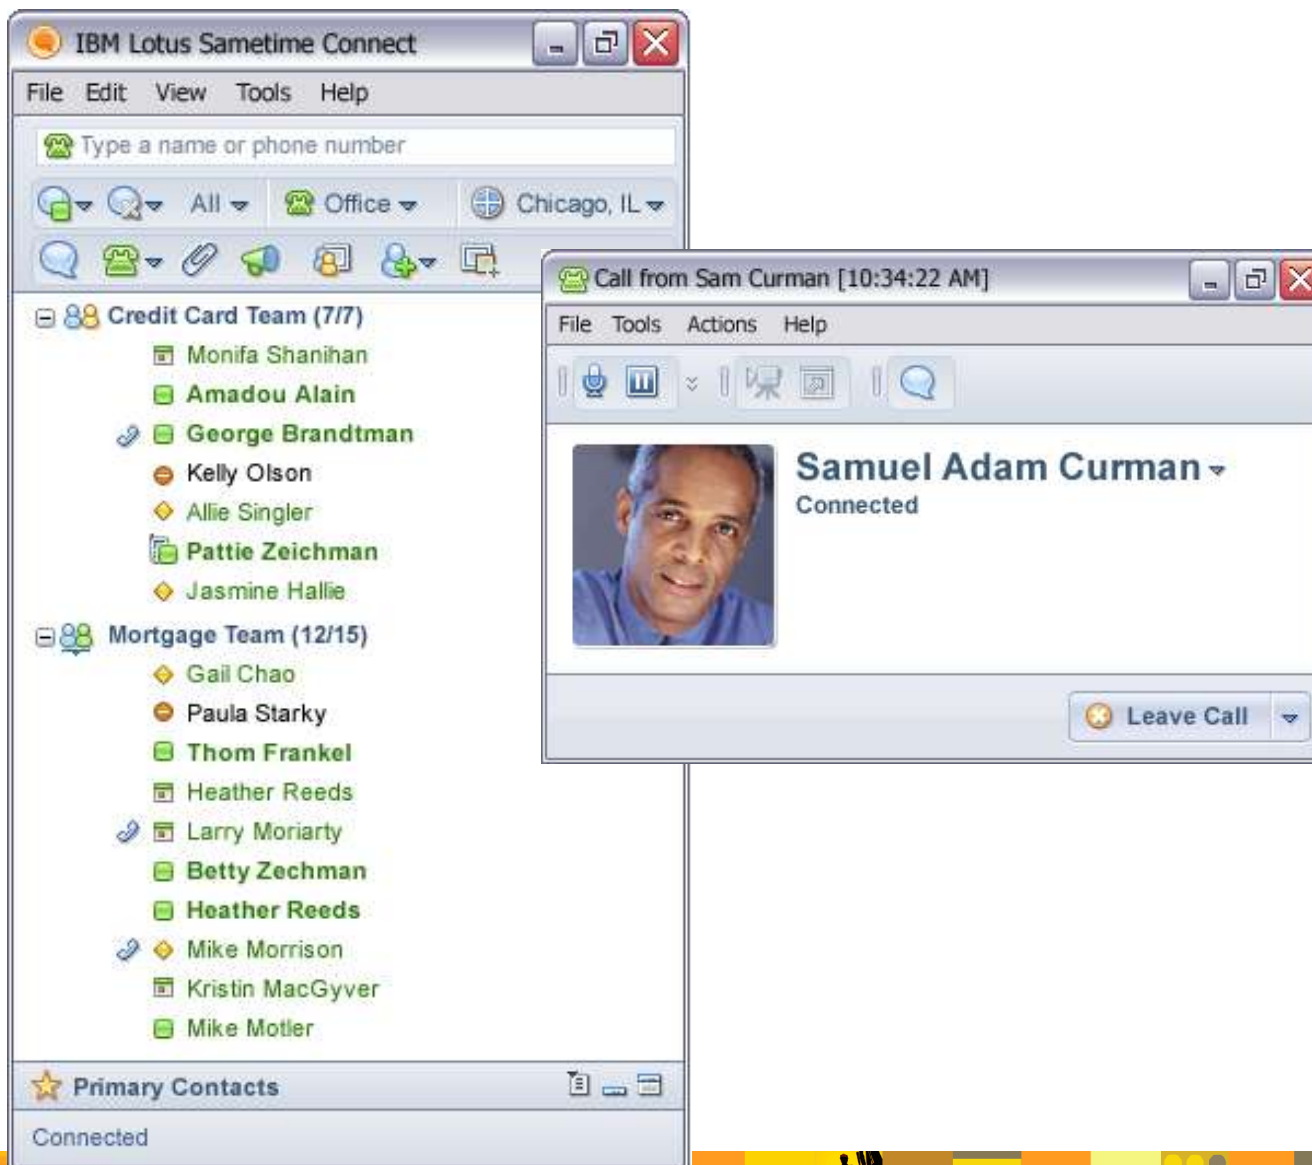 IBM Lotus Sametime Connect
File Edit View Tools Help
Type a name or phone number
All Office Chicago, IL
Credit Card Team (7/7)
Monifa Shanihan
Amadou Alain
George Brandtman
Kelly Olson
Allie Singler
Pattie Zeichman
Jasmine Hallie
Mortgage Team (12/15)
Gail Chao
Paula Starky
Thom Frankel
Heather Reeds
Larry Moriarty
Betty Zechman
Heather Reeds
Mike Morrison
Kristin MacGyver
Mike Motler
Primary Contacts
Connected
Call from Sam Curman [10:34:22 AM]
File Tools Actions Help
Samuel Adam Curman
Connected
Leave Call